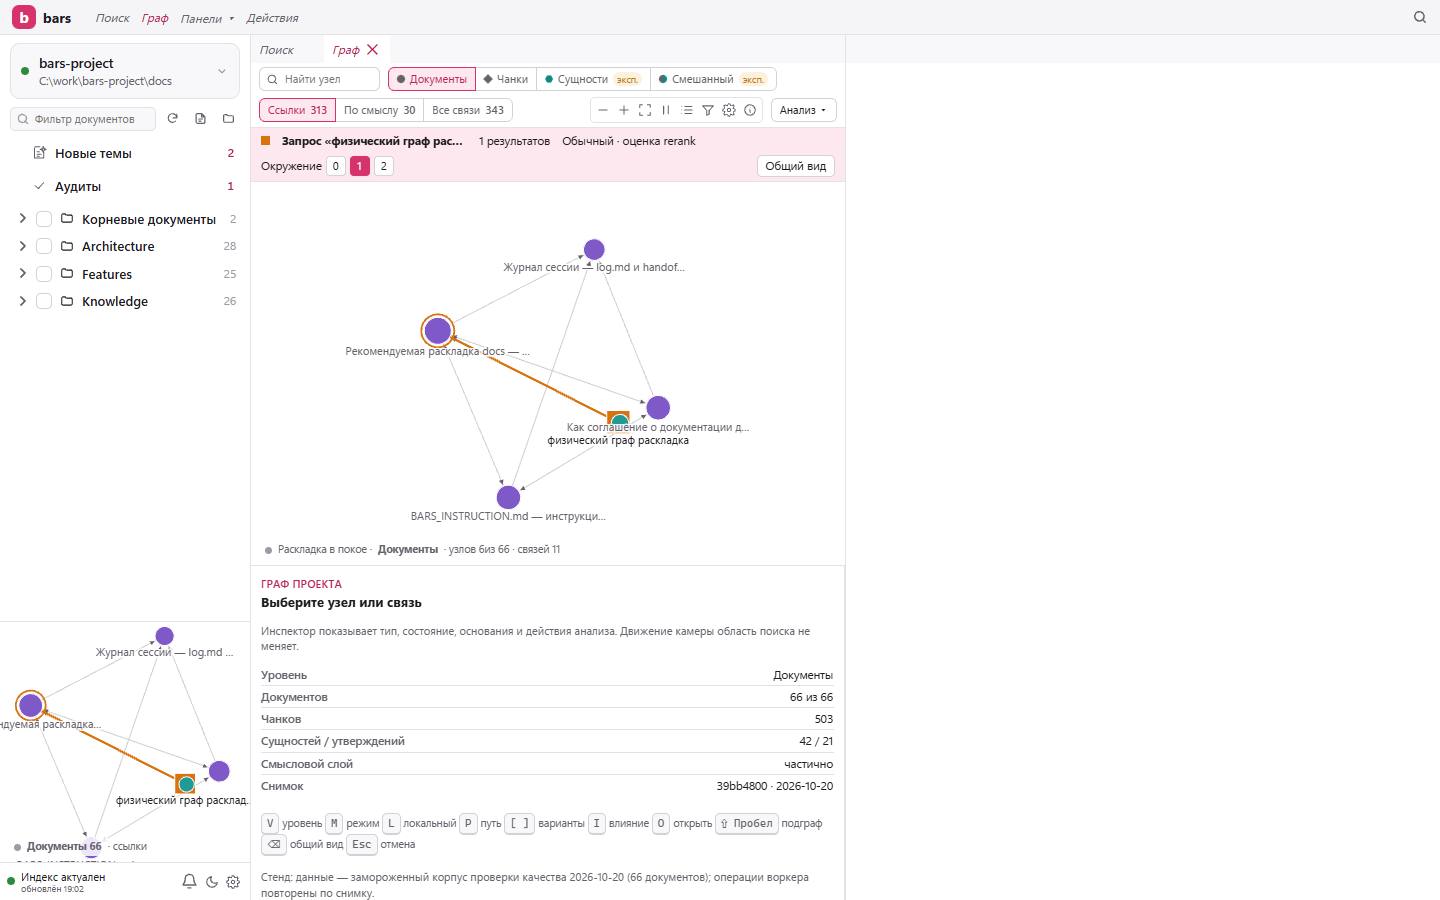 b bars Поиск Граф Панели Действия
bars-project
C:\work\bars-project\docs
Фильтр документов
Новые темы 2
Аудиты 1
Корневые документы 2
Architecture 28
Features 25
Knowledge 26
Журнал сессии — log.md ...
ндуемая раскладка...
физический граф расклад.
Документы 66 · ссылки
Индекс актуален
обновлён 19:02
Поиск Граф
Найти узел Документы Чанки Сущности эксп. Смешанный эксп.
Ссылки 313 По смыслу 30 Все связи 343 Анализ
Запрос «физический граф рас... 1 результатов Обычный · оценка rerank
Окружение 0 1 2 Общий вид
Журнал сессии — log.md и handof...
Рекомендуемая раскладка docs — ...
Как соглашение о документации д...
физический граф раскладка
BARS_INSTRUCTION.md — инструкци...
Раскладка в покое · Документы · узлов 6из 66 · связей 11
ГРАФ ПРОЕКТА
Выберите узел или связь
Инспектор показывает тип, состояние, основания и действия анализа. Движение камеры область поиска не
меняет.
Уровень Документы
Документов 66 из 66
Чанков 503
Сущностей / утверждений 42 / 21
Смысловой слой частично
Снимок 39bb4800 · 2026-10-20
V уровень M режим L локальный P путь [ ] варианты I влияние O открыть ⇧ Пробел подграф
⌫ общий вид Esc отмена
Стенд: данные — замороженный корпус проверки качества 2026-10-20 (66 документов); операции воркера
повторены по снимку.